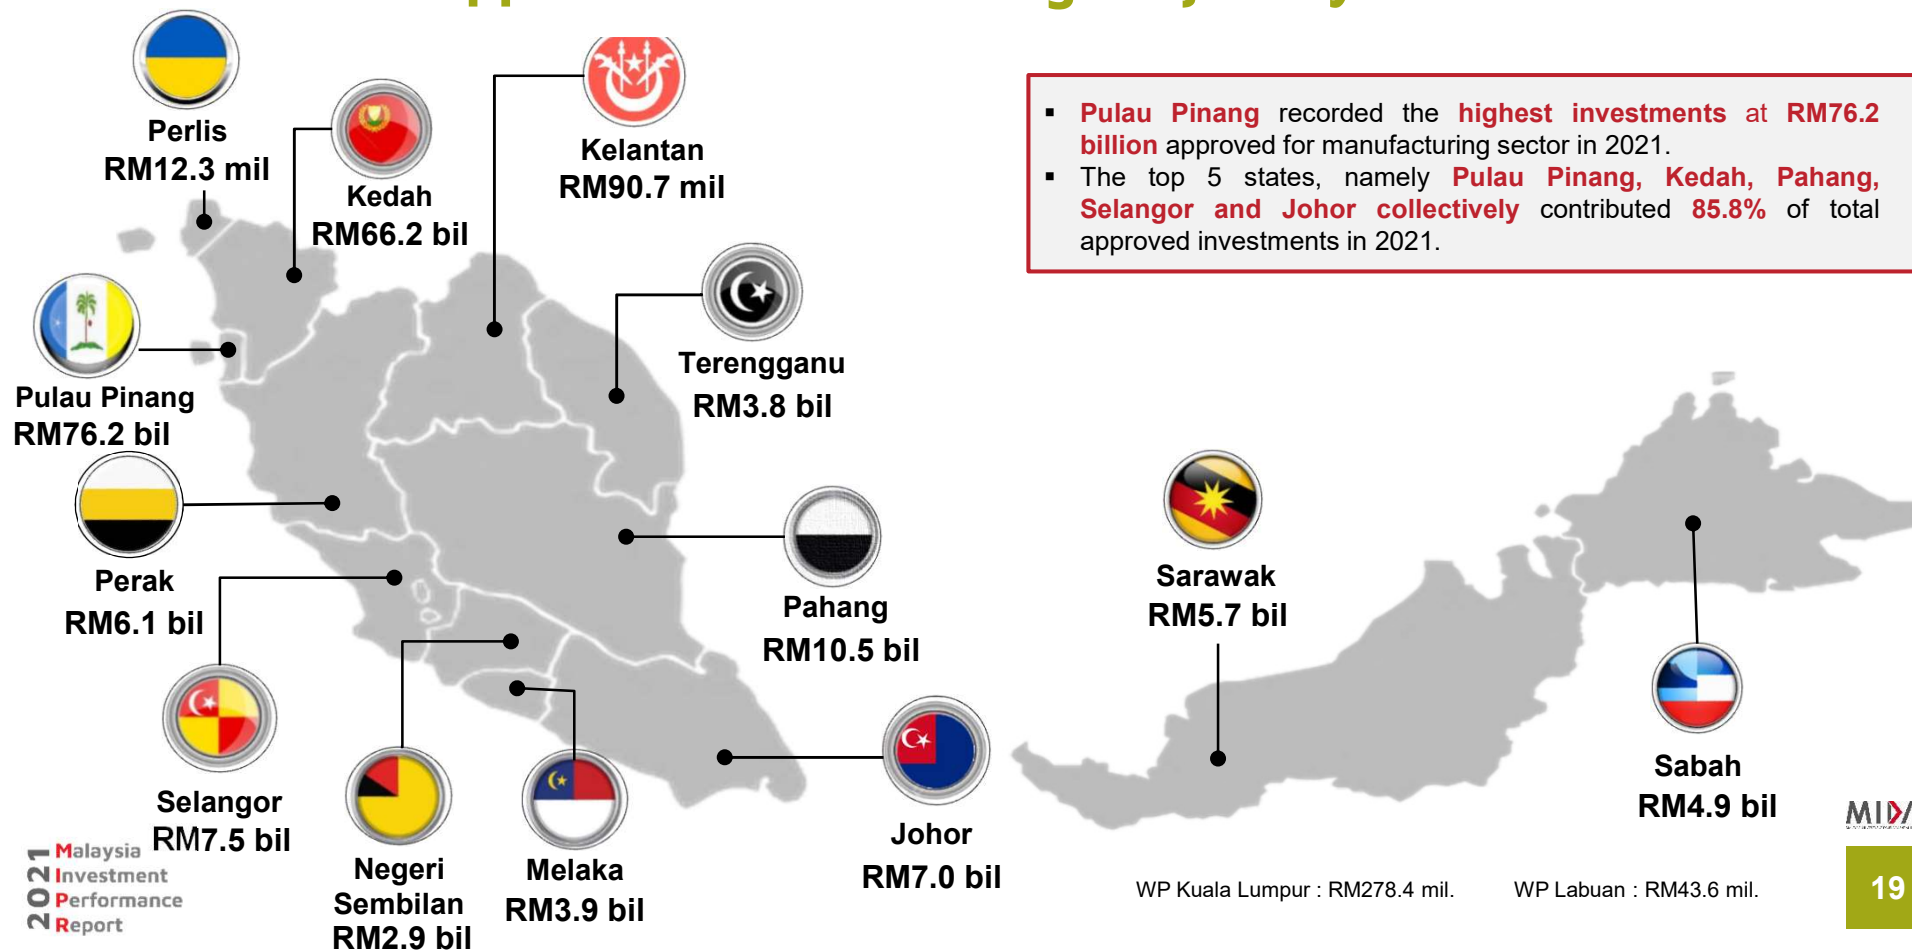 Perlis
RM12.3 mil
Kedah
RM66.2 bil
Kelantan
RM90.7 mil
▪ Pulau Pinang recorded the highest investments at RM76.2
billion approved for manufacturing sector in 2021.
▪ The top 5 states, namely Pulau Pinang, Kedah, Pahang,
Selangor and Johor collectively contributed 85.8% of total
approved investments in 2021.
Terengganu
RM3.8 bil
Pulau Pinang
RM76.2 bil
Perak
RM6.1 bil
Pahang
RM10.5 bil
Sarawak
RM5.7 bil
Sabah
RM4.9 bil
Selangor
RM7.5 bil
Negeri
Sembilan
RM2.9 bil
Melaka
RM3.9 bil
Johor
RM7.0 bil
WP Kuala Lumpur : RM278.4 mil.
WP Labuan : RM43.6 mil.
2021
Malaysia
Investment
Performance
Report
MIDA
19